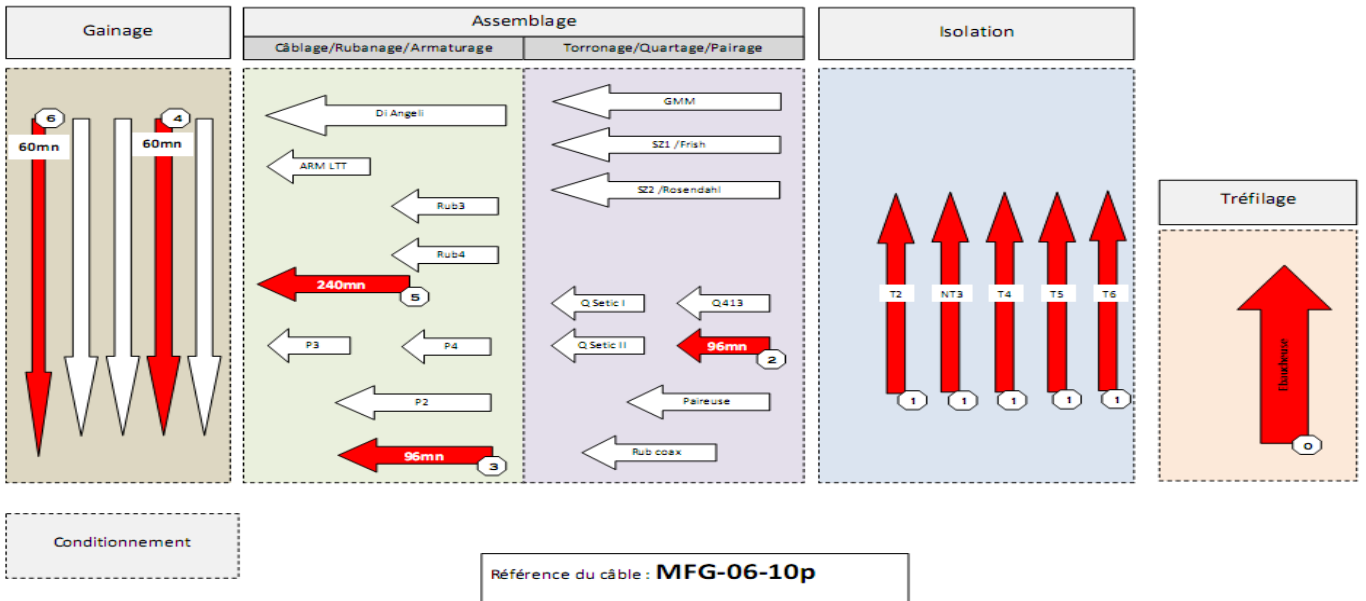 Gainage
Assemblage
Câblage/Rubanage/Armaturage
Torronage/Quartage/Pairage
Isolation
Tréfilage
6
60mn
4
60mn
Di Angeli
ARM LTT
Rub3
Rub4
240mn
5
P3
P4
P2
96mn
3
GMM
SZ1 /Frish
SZ2 /Rosendahl
Q Setic I
Q413
Q Setic II
96mn
2
Paireuse
Rub coax
T2
NT3
T4
T5
T6
1
1
1
1
1
Ebaucheuse
0
Conditionnement
Référence du câble : MFG-06-10p